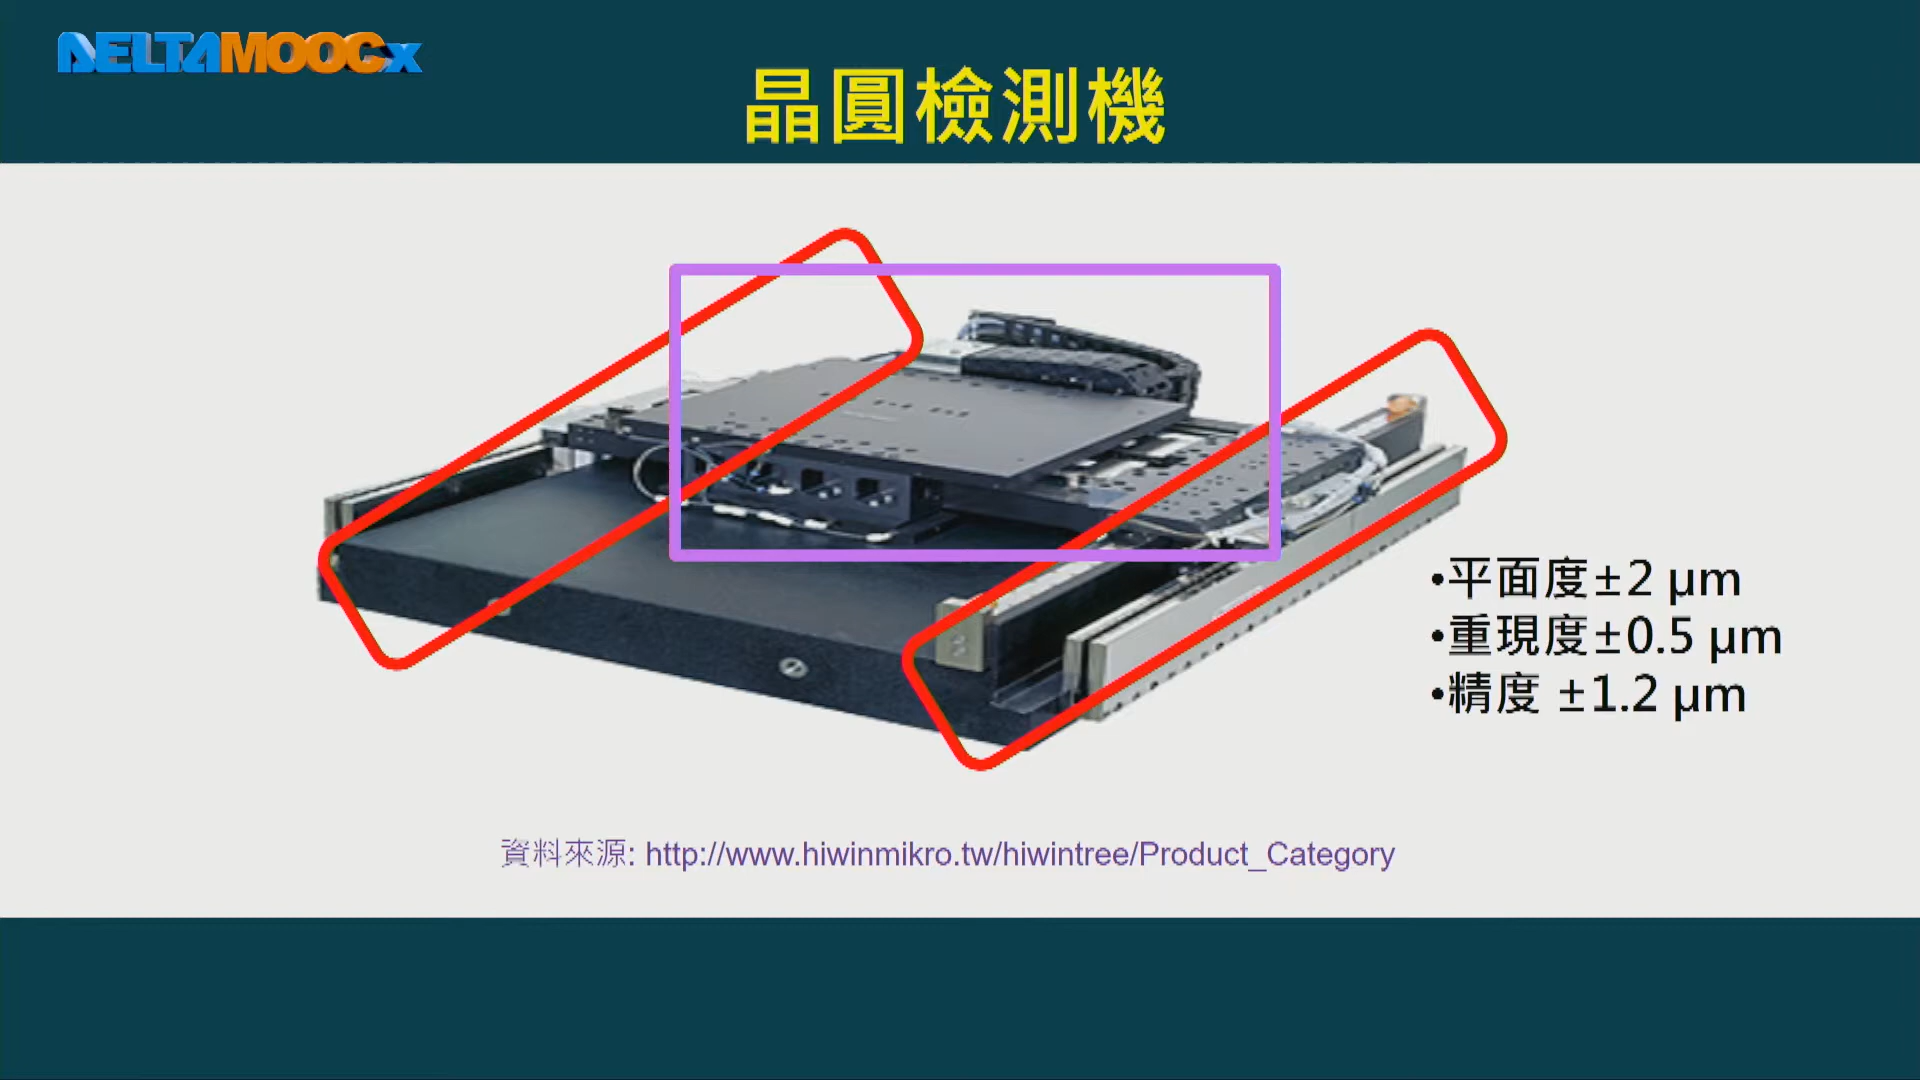 DELTAMOOCx
晶圓檢測機
•平面度±2 μm
•重現度±0.5 μm
•精度 ±1.2 μm
資料來源: http://www.hiwinmikro.tw/hiwintree/Product_Category